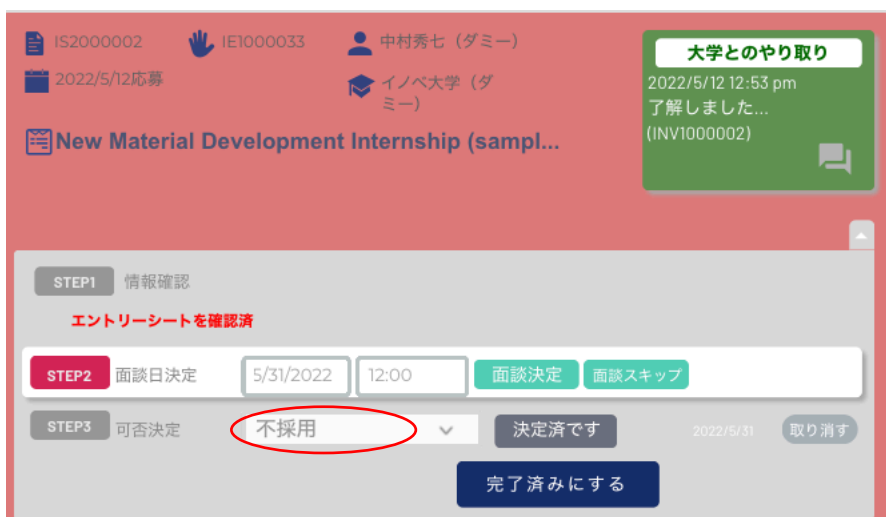 IS2000002 IE1000033 中村秀七（ダミー） 大学とのやり取り
2022/5/12応募 イノベ大学（ダミー） 2022/5/12 12:53 pm
了解しました...
(INV1000002)
New Material Development Internship (sampl...
STEP1 情報確認
エントリーシートを確認済
STEP2 面談日決定 5/31/2022 12:00 面談決定 面談スキップ
STEP3 可否決定 不採用 決定済です 2022/5/31 取り消す
完了済みにする